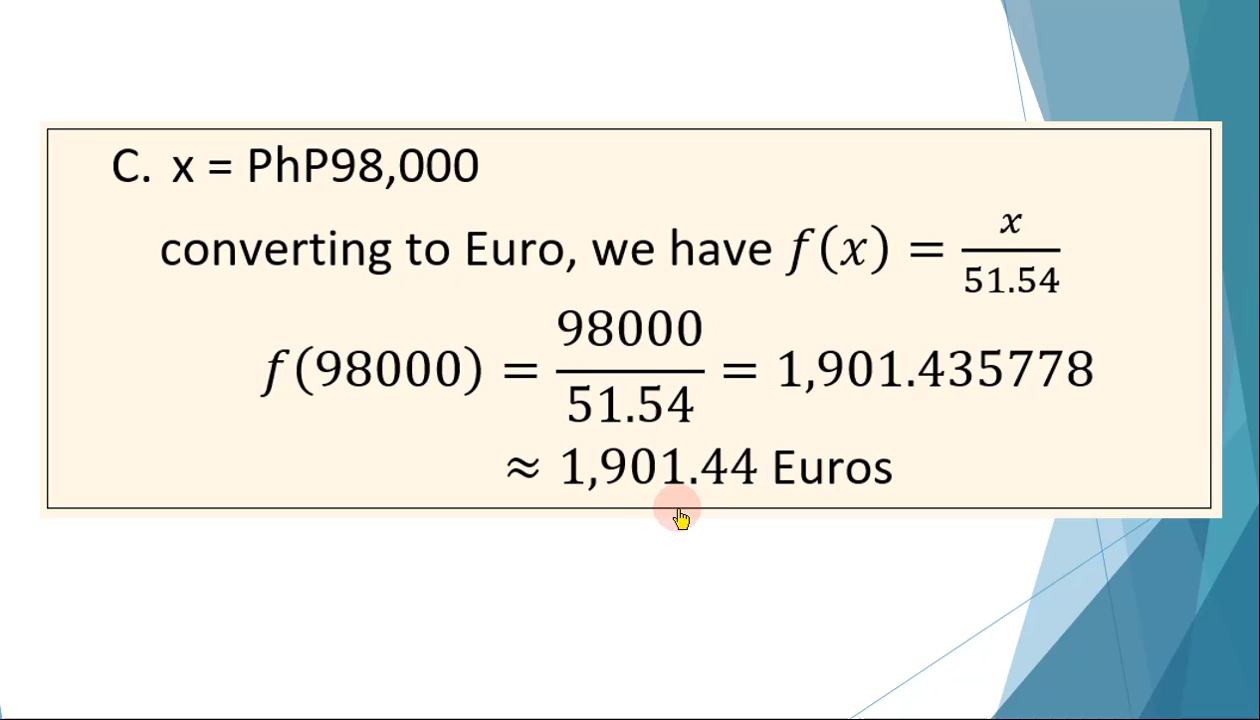 C. x = PhP98,000
converting to Euro, we have f(x) = x/51.54
f(98000) = 98000/51.54 = 1,901.435778
≈ 1,901.44 Euros